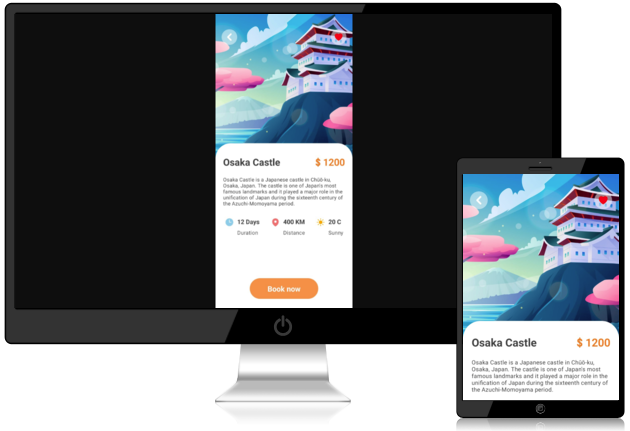 Osaka Castle
$ 1200
Osaka Castle is a Japanese castle in Chūō-ku,
Osaka, Japan. The castle is one of Japan's most
famous landmarks and it played a major role in the
unification of Japan during the sixteenth century of
the Azuchi-Momoyama period.
12 Days
400 KM
20 C
Duration
Distance
Sunny
Book now
Osaka Castle
$ 1200
Osaka Castle is a Japanese castle in Chūō-ku,
Osaka, Japan. The castle is one of Japan's most
famous landmarks and it played a major role in the
unification of Japan during the sixteenth century of
the Azuchi-Momoyama period.